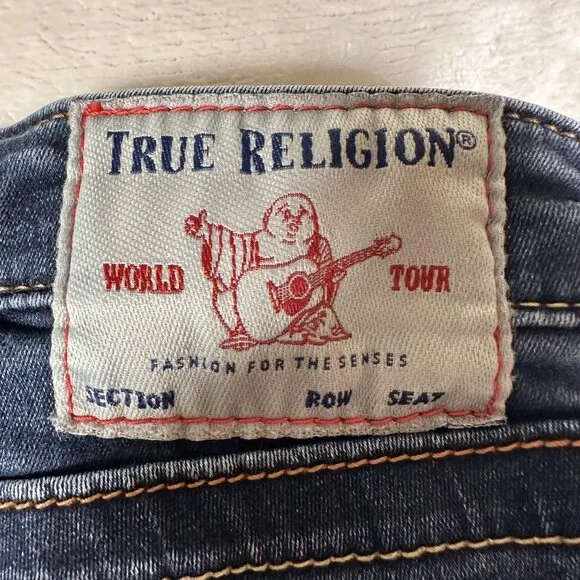 TRUE RELIGION®
WORLD TOUR
FASHION FOR THE SENSES
SECTION ROW SEAT